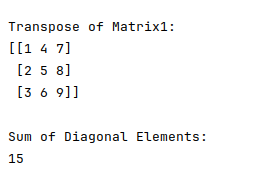 Transpose of Matrix1:
[[1 4 7]
 [2 5 8]
 [3 6 9]]
Sum of Diagonal Elements:
15